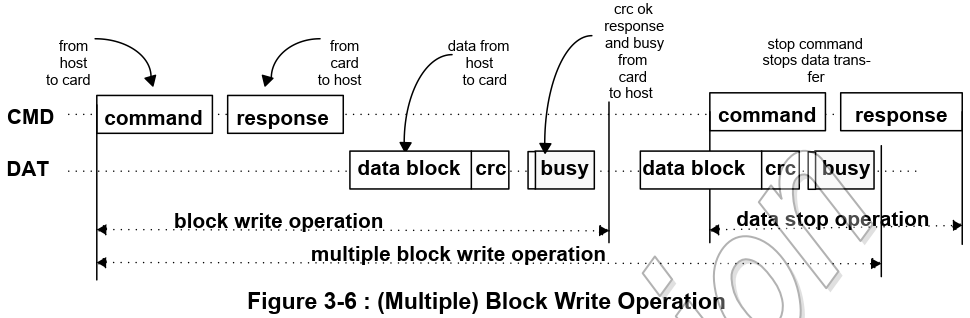 from
host
to card
from
card
to host
data from
host
to card
crc ok
response
and busy
from
card
to host
stop command
stops data trans-
fer
CMD
command
response
command
response
DAT
data block
crc
busy
data block
crc
busy
block write operation
data stop operation
multiple block write operation
Figure 3-6 : (Multiple) Block Write Operation